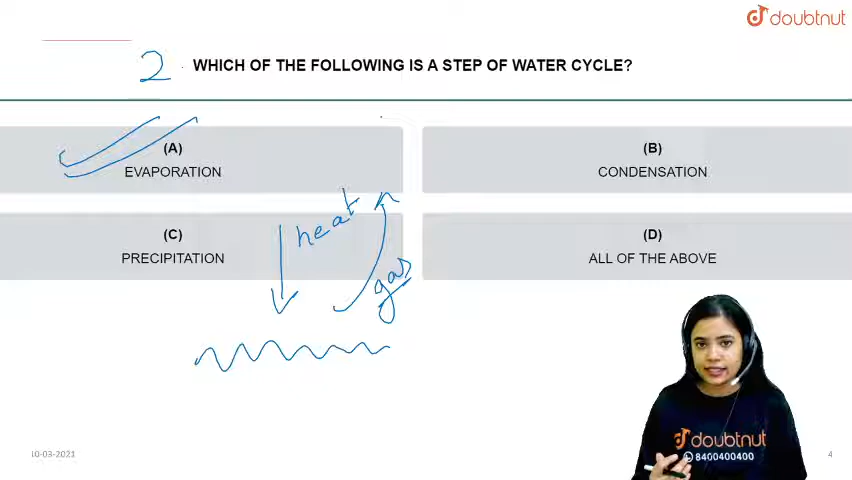 doubtnut
2. WHICH OF THE FOLLOWING IS A STEP OF WATER CYCLE?
(A)
EVAPORATION
(B)
CONDENSATION
heat
(C)
PRECIPITATION
(D)
ALL OF THE ABOVE
gas
doubtnut
8400400400
10-03-2021
4